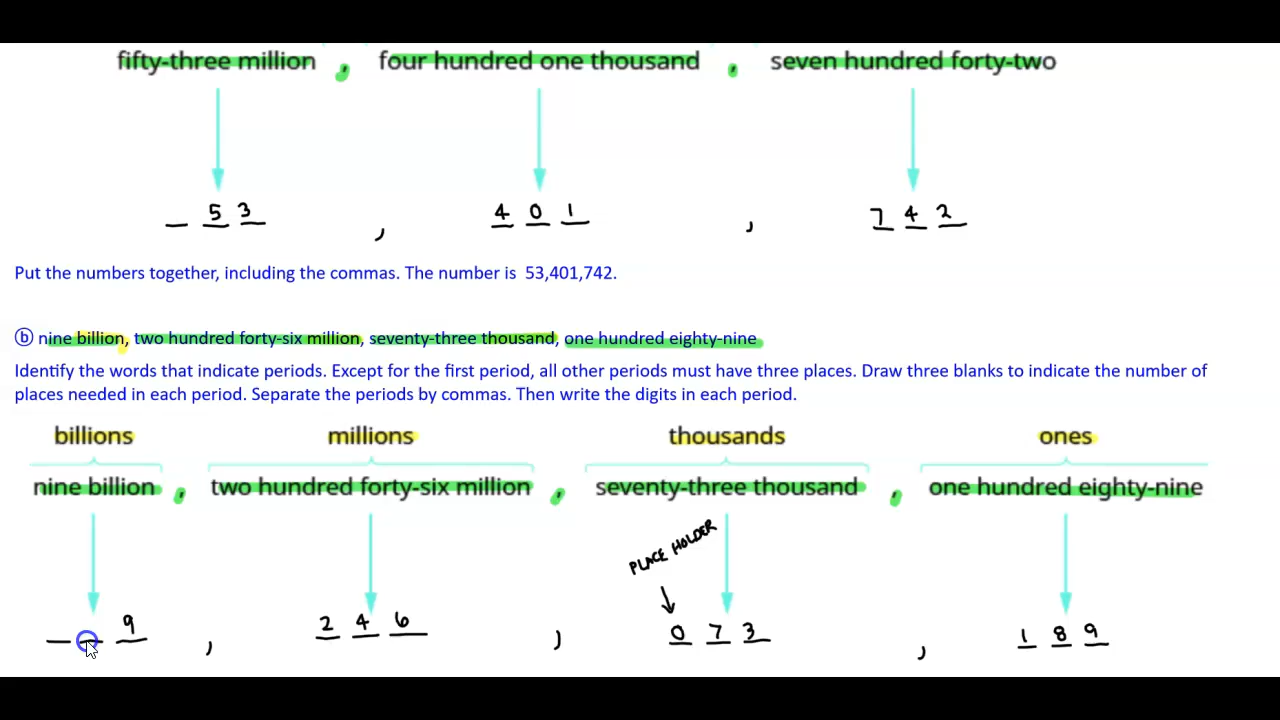 fifty-three million , four hundred one thousand , seven hundred forty-two
_ 5 3 , 4 0 1 , 7 4 2
Put the numbers together, including the commas. The number is 53,401,742.
ⓑ nine billion, two hundred forty-six million, seventy-three thousand, one hundred eighty-nine
Identify the words that indicate periods. Except for the first period, all other periods must have three places. Draw three blanks to indicate the number of
places needed in each period. Separate the periods by commas. Then write the digits in each period.
billions millions thousands ones
nine billion , two hundred forty-six million , seventy-three thousand , one hundred eighty-nine
PLACE HOLDER
_ _ 9 , 2 4 6 , 0 7 3 , 1 8 9